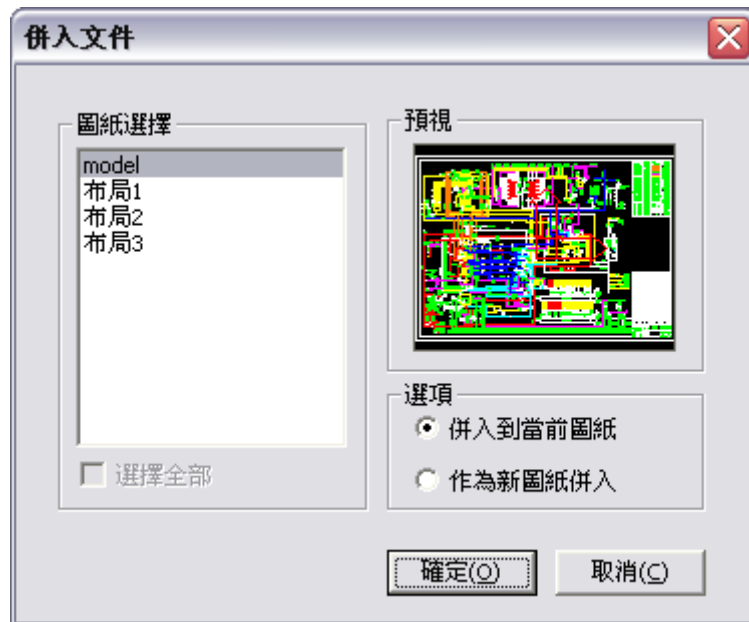 併入文件
圖紙選擇
model
布局1
布局2
布局3
選擇全部
預視
選項
併入到當前圖紙
作為新圖紙併入
確定(O)
取消(C)